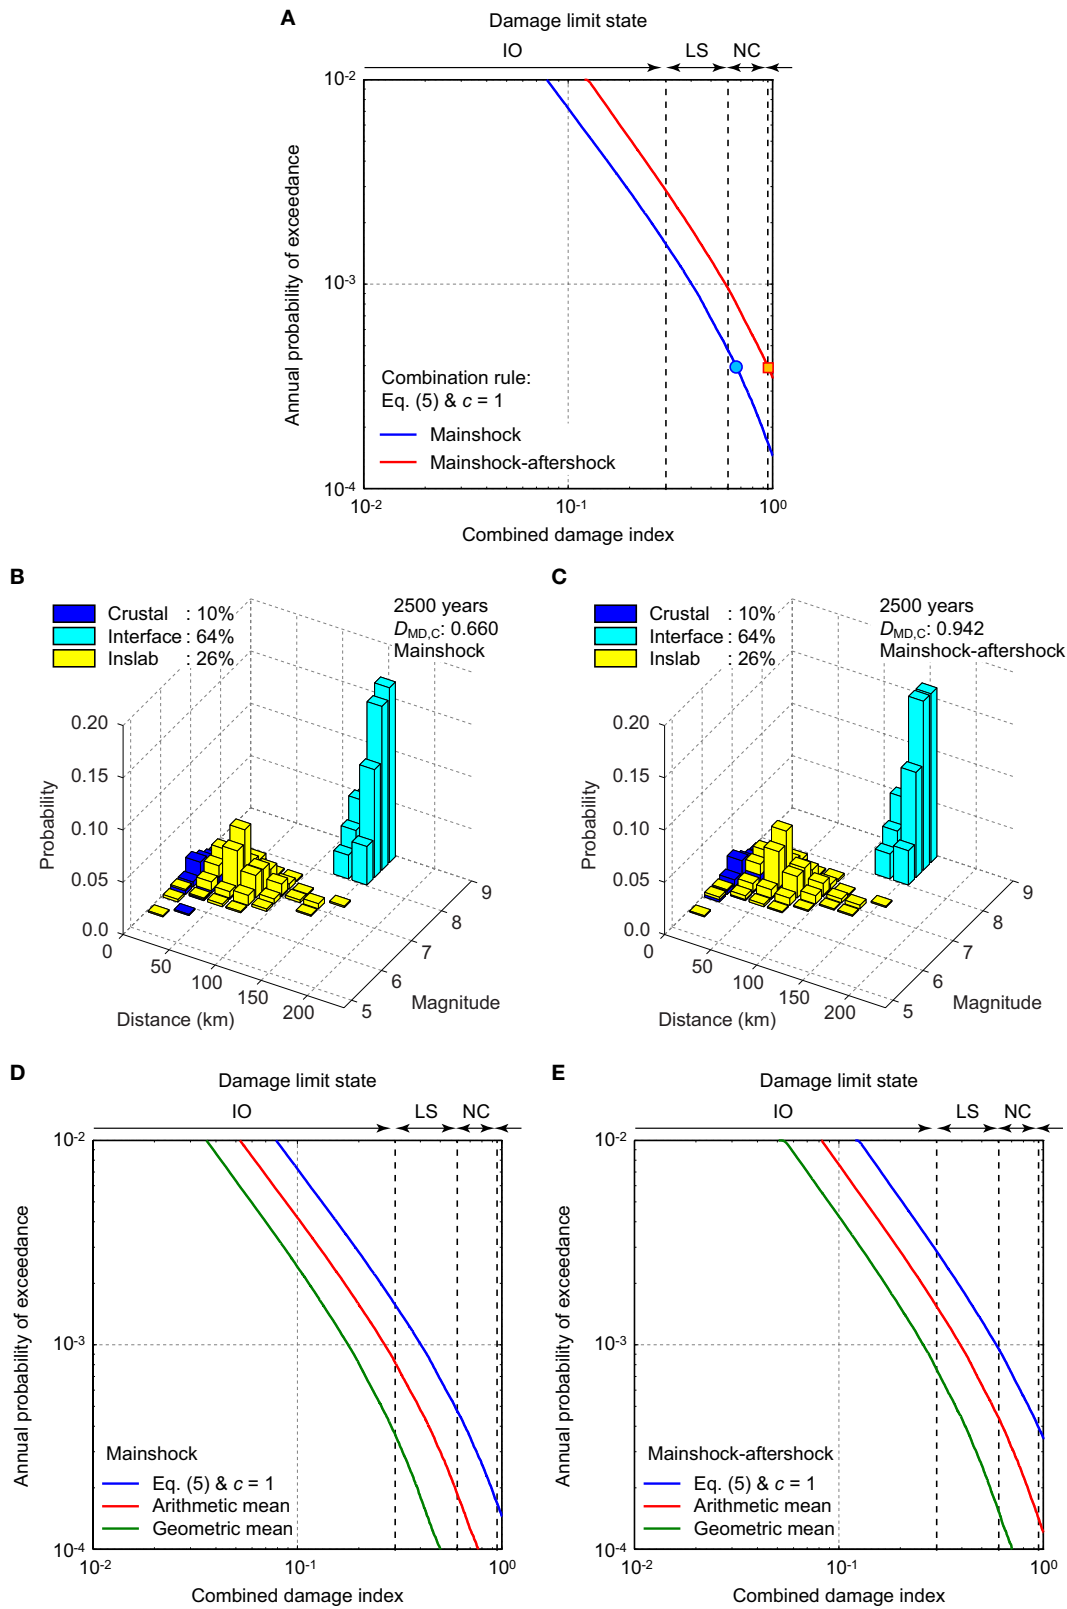 A
Damage limit state
IO LS NC
Annual probability of exceedance
10-2
10-3
10-4
Combination rule:
Eq. (5) & c = 1
Mainshock
Mainshock-aftershock
10-2 10-1 100
Combined damage index
B
Crustal : 10%
Interface : 64%
Inslab : 26%
2500 years
DMD,C: 0.660
Mainshock
Probability
0.20
0.15
0.10
0.05
0.0
0 50 100 150 200
Distance (km)
5 6 7 8 9
Magnitude
C
Crustal : 10%
Interface : 64%
Inslab : 26%
2500 years
DMD,C: 0.942
Mainshock-aftershock
Probability
0.20
0.15
0.10
0.05
0.0
0 50 100 150 200
Distance (km)
5 6 7 8 9
Magnitude
D
Damage limit state
IO LS NC
Annual probability of exceedance
10-2
10-3
10-4
Mainshock
Eq. (5) & c = 1
Arithmetic mean
Geometric mean
10-2 10-1 100
Combined damage index
E
Damage limit state
IO LS NC
Annual probability of exceedance
10-2
10-3
10-4
Mainshock-aftershock
Eq. (5) & c = 1
Arithmetic mean
Geometric mean
10-2 10-1 100
Combined damage index